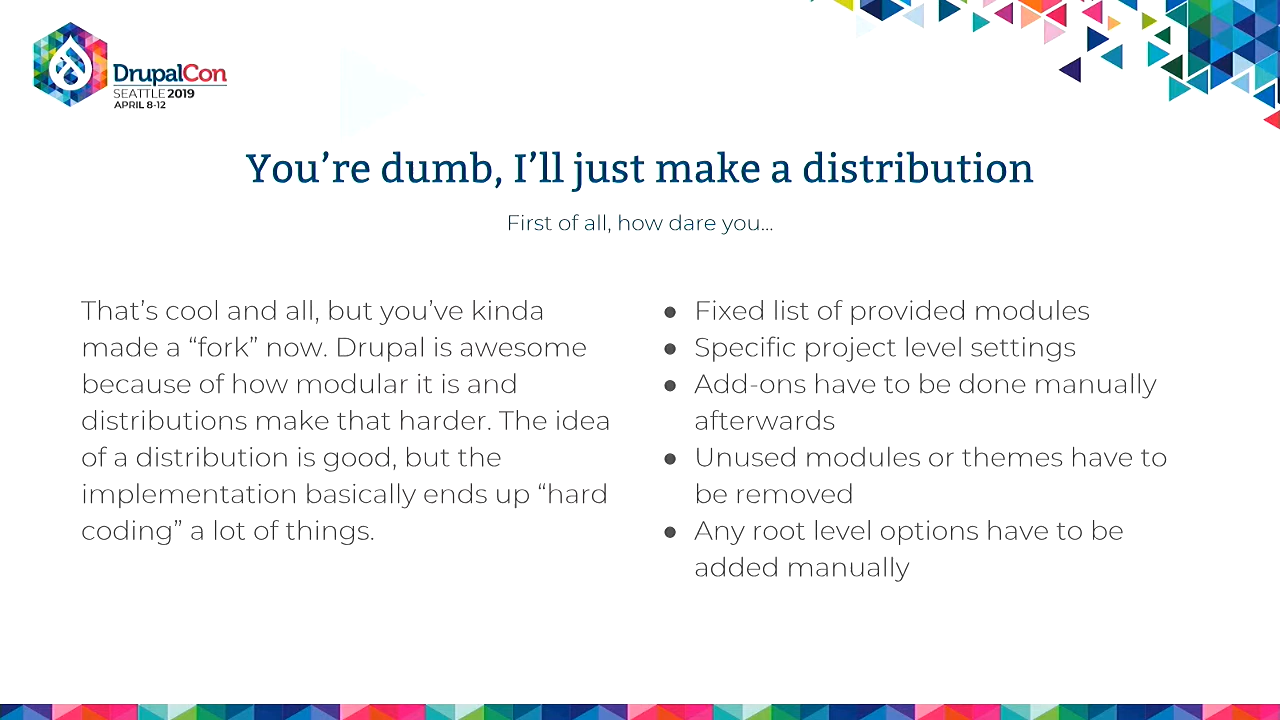 DrupalCon
SEATTLE 2019
APRIL 8-12
You’re dumb, I’ll just make a distribution
First of all, how dare you...
That’s cool and all, but you’ve kinda
made a “fork” now. Drupal is awesome
because of how modular it is and
distributions make that harder. The idea
of a distribution is good, but the
implementation basically ends up “hard
coding” a lot of things.
● Fixed list of provided modules
● Specific project level settings
● Add-ons have to be done manually
afterwards
● Unused modules or themes have to
be removed
● Any root level options have to be
added manually